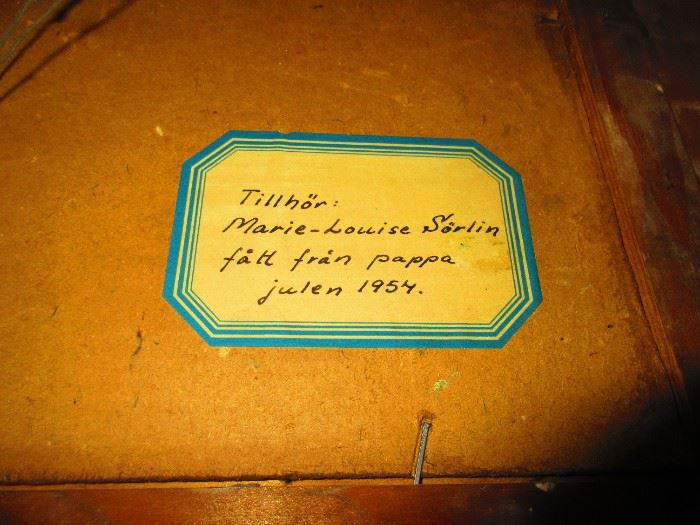 Tillhör:
Marie-Louise Sörlin
fått från pappa
julen 1954.